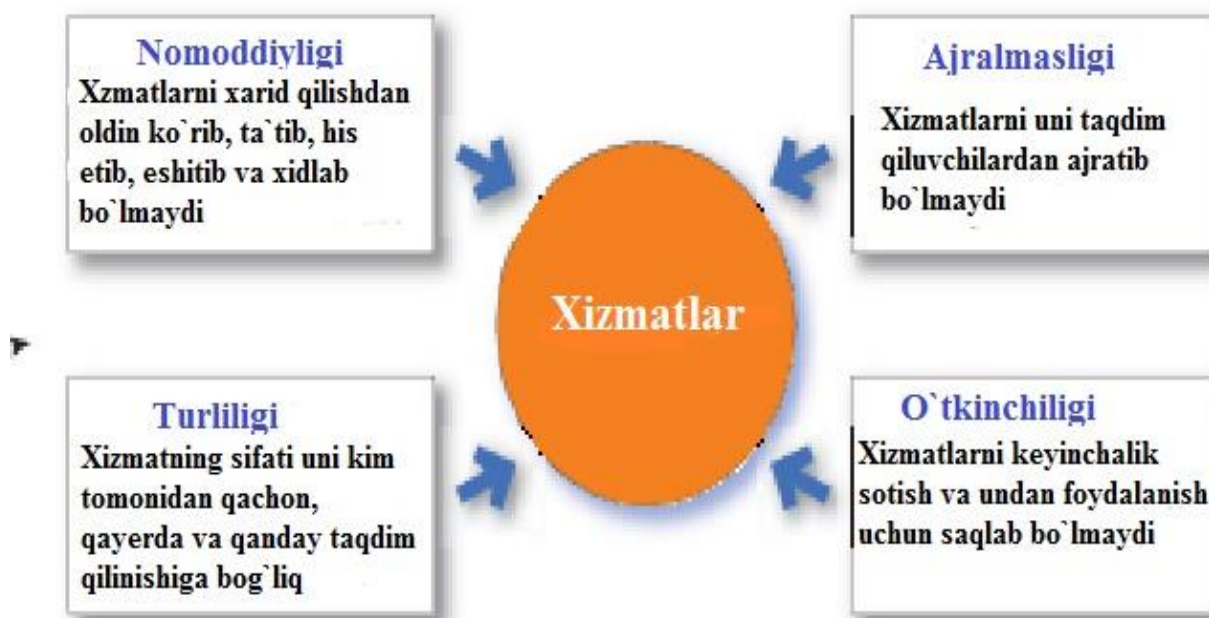 Nomoddiyligi
Xzmatlarni xarid qilishdan
oldin ko`rib, ta`tib, his
etib, eshitib va xidlab
bo`lmaydi
Ajralmasligi
Xizmatlarni uni taqdim
qiluvchilardan ajratib
bo`lmaydi
Xizmatlar
Turliligi
Xizmatning sifati uni kim
tomonidan qachon,
qayerda va qanday taqdim
qilinishiga bog`liq
O`tkinchiligi
Xizmatlarni keyinchalik
sotish va undan foydalanish
uchun saqlab bo`lmaydi